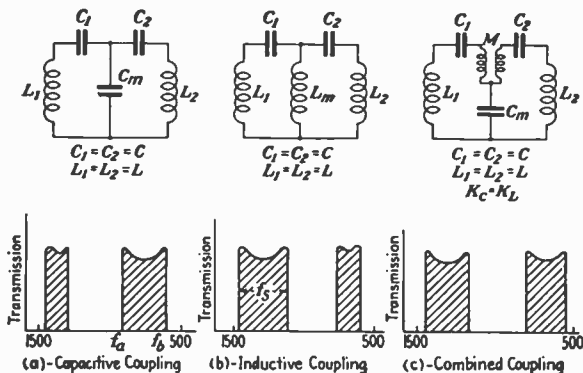 C1 C2
L1 Cm L2
C1 = C2 = C
L1 = L2 = L
C1 C2
L1 Lm L2
C1 = C2 = C
L1 = L2 = L
C1 M C2
L1 Cm L2
C1 = C2 = C
L1 = L2 = L
KC = KL
Transmission
1500 fa fb 500
(a)-Capacitive Coupling
Transmission
fs
1500 500
(b)-Inductive Coupling
Transmission
1500 500
(c)-Combined Coupling